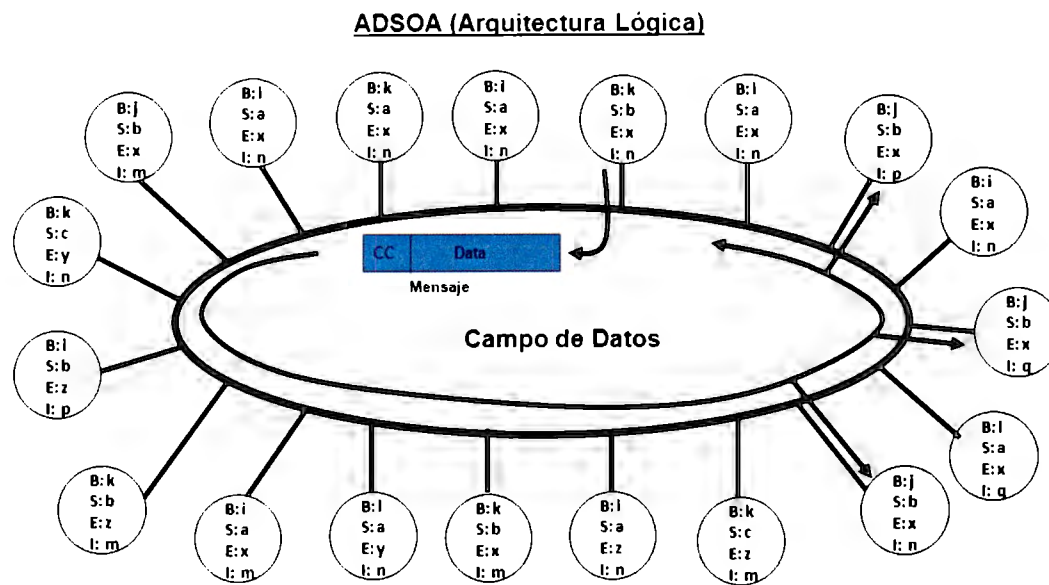 ADSOA (Arquitectura Lógica)
B:j
S:b
E:x
I: m
B:l
S:a
E:x
I: n
B:k
S:a
E:x
I: n
B:i
S:a
E:x
I: n
B:k
S:b
E:x
I: n
B:l
S:a
E:x
I: n
B:j
S:b
E:x
I: p
B:i
S:a
E:x
I: n
B:j
S:b
E:x
I: q
B:l
S:a
E:x
I: q
B:j
S:b
E:x
I: n
B:k
S:c
E:z
I: m
B:l
S:a
E:z
I: n
B:k
S:b
E:x
I: m
B:l
S:a
E:y
I: n
B:i
S:a
E:x
I: m
B:k
S:b
E:z
I: m
B:i
S:b
E:z
I: p
B:k
S:c
E:y
I: n
CC Data
Mensaje
Campo de Datos